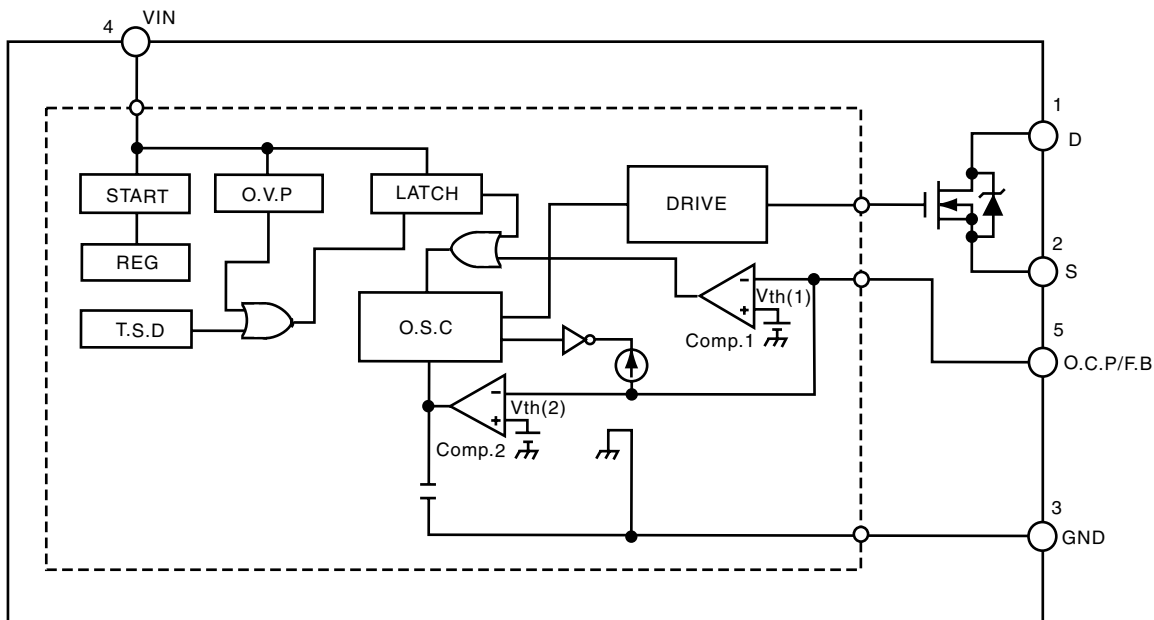 VIN
4
1
D
START
O.V.P
LATCH
DRIVE
REG
2
S
Vth(1)
T.S.D
O.S.C
Comp.1
5
O.C.P/F.B
Vth(2)
Comp.2
3
GND